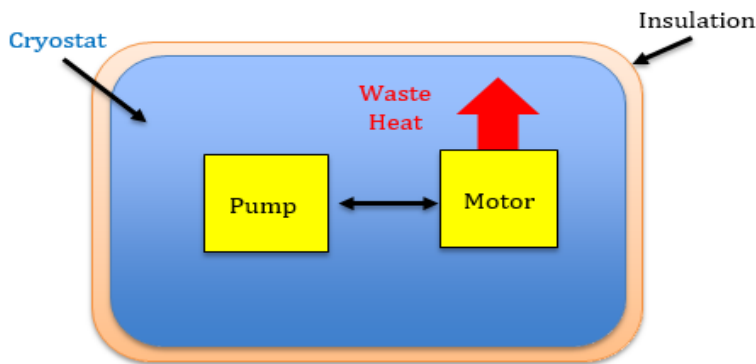 Insulation
Cryostat
Waste
Heat
Pump
Motor